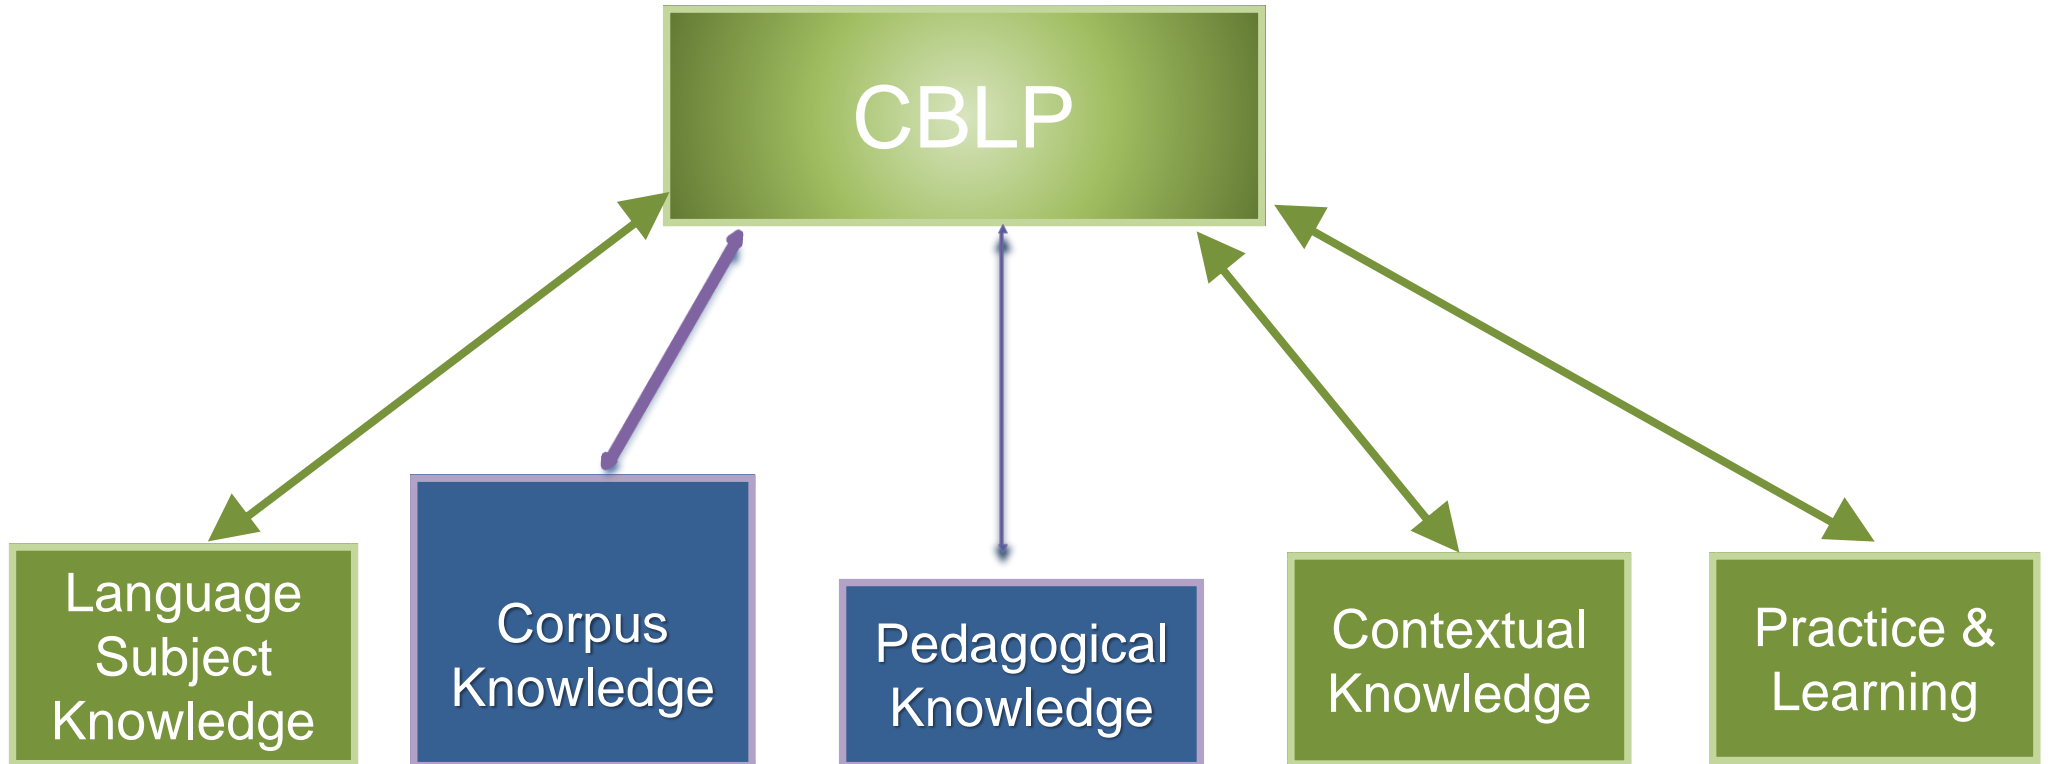 CBLP
Language
Subject
Knowledge
Corpus
Knowledge
Pedagogical
Knowledge
Contextual
Knowledge
Practice &
Learning